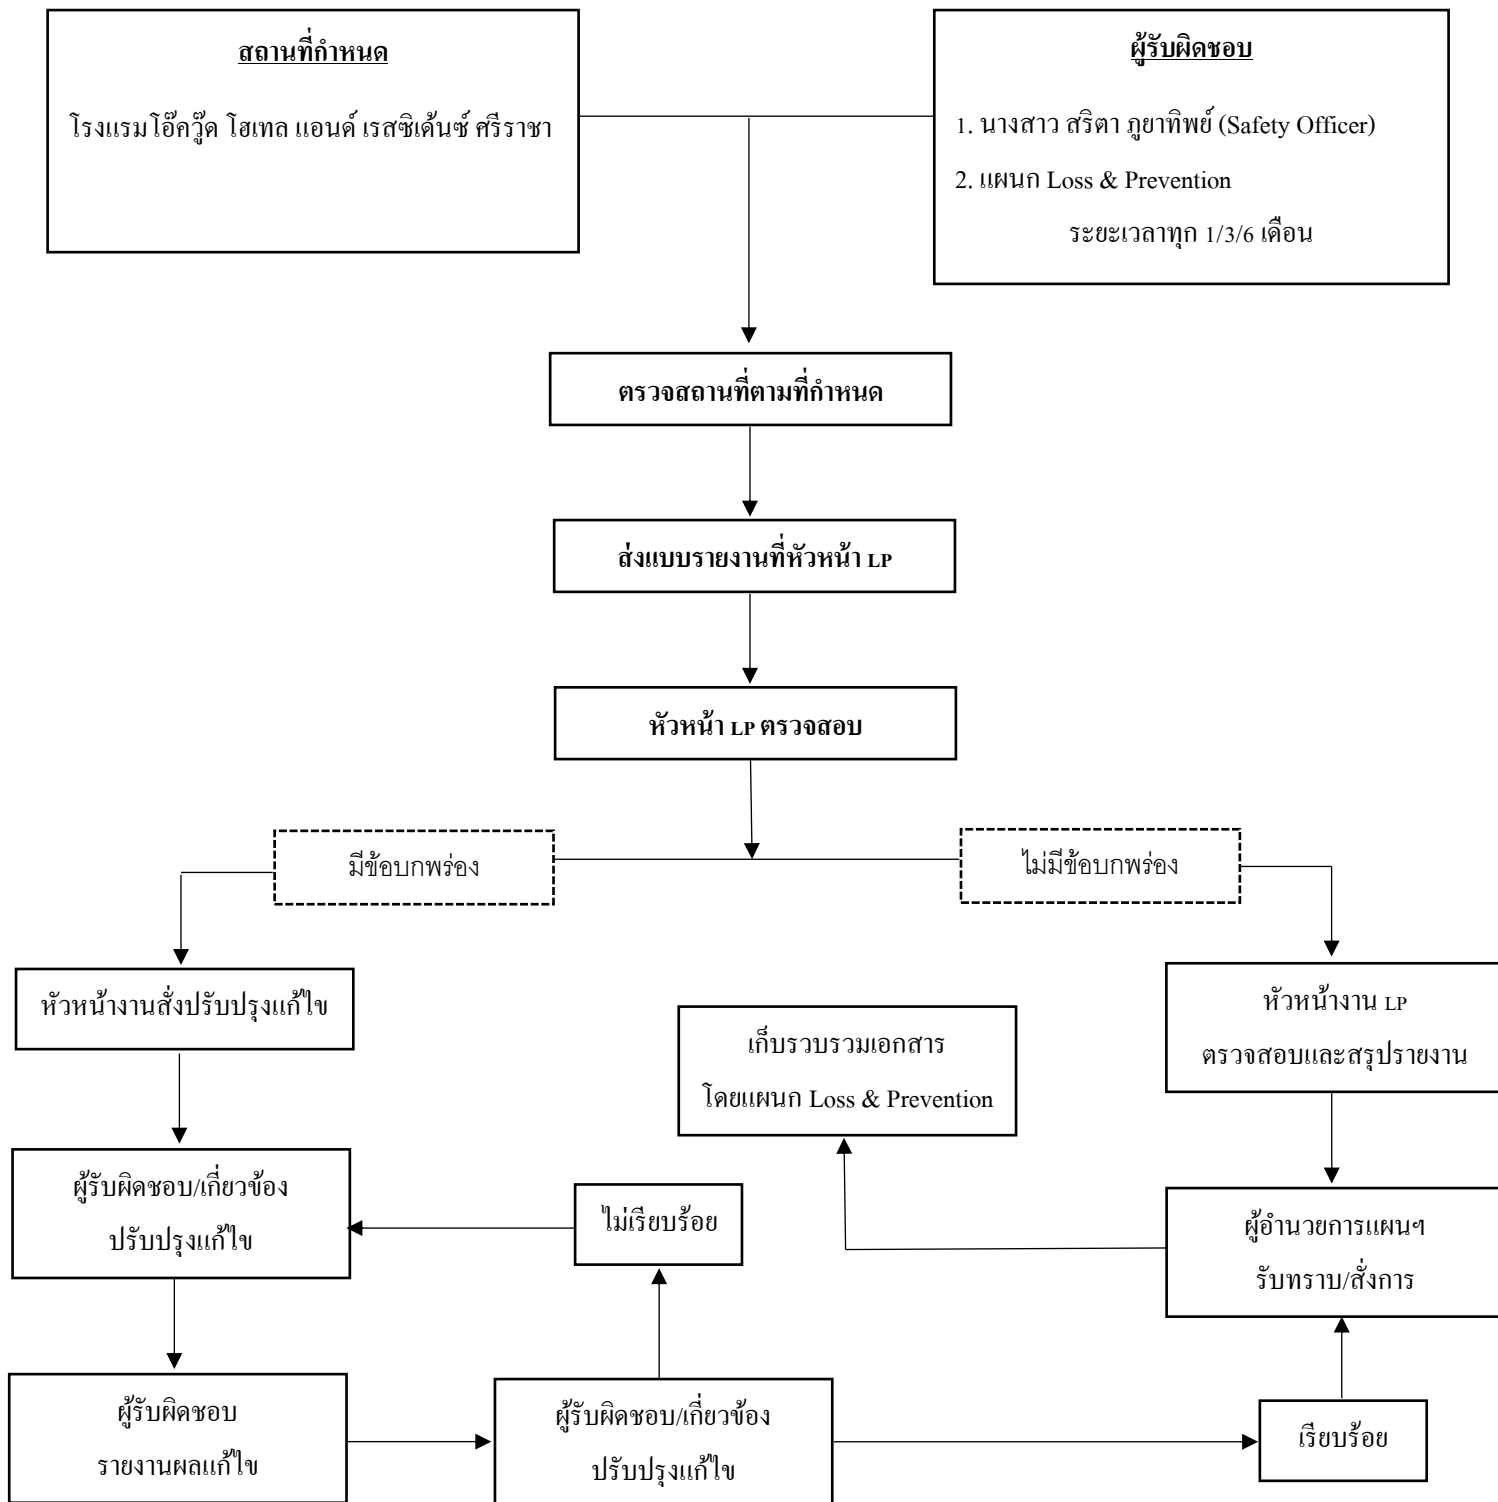 สถานที่กำหนด
โรงแรมโอ๊ควู๊ด โฮเทล แอนด์ เรสซิเด้นซ์ ศรีราชา
ผู้รับผิดชอบ
1. นางสาว สริตา ภูยาทิพย์ (Safety Officer)
2. แผนก Loss & Prevention
ระยะเวลาทุก 1/3/6 เดือน
ตรวจสถานที่ตามที่กำหนด
ส่งแบบรายงานที่หัวหน้า LP
หัวหน้า LP ตรวจสอบ
มีข้อบกพร่อง
ไม่มีข้อบกพร่อง
หัวหน้างานสั่งปรับปรุงแก้ไข
เก็บรวบรวมเอกสาร
โดยแผนก Loss & Prevention
หัวหน้างาน LP
ตรวจสอบและสรุปรายงาน
ผู้รับผิดชอบ/เกี่ยวข้อง
ปรับปรุงแก้ไข
ไม่เรียบร้อย
ผู้อำนวยการแผนฯ
รับทราบ/สั่งการ
ผู้รับผิดชอบ
รายงานผลแก้ไข
ผู้รับผิดชอบ/เกี่ยวข้อง
ปรับปรุงแก้ไข
เรียบร้อย